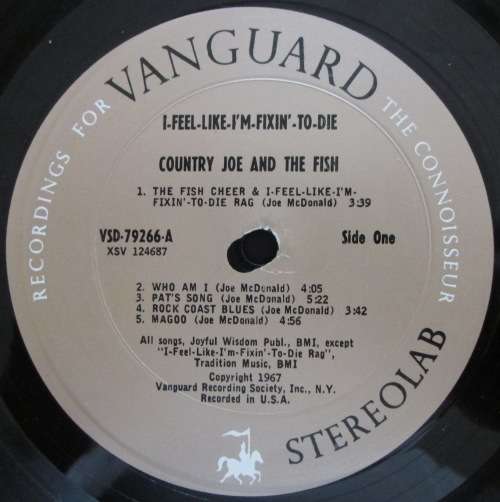 RECORDINGS FOR VANGUARD THE CONNOISSEUR
I-FEEL-LIKE-I'M-FIXIN'-TO-DIE
COUNTRY JOE AND THE FISH
1. THE FISH CHEER & I-FEEL-LIKE-I'M-
FIXIN'-TO-DIE RAG (Joe McDonald) 3:39
VSD-79266-A
Side One
XSV 124687
2. WHO AM I (Joe McDonald) 4:05
3. PAT'S SONG (Joe McDonald) 5:22
4. ROCK COAST BLUES (Joe McDonald) 3:42
5. MAGOO (Joe McDonald) 4:56
All songs, Joyful Wisdom Publ., BMI, except
"I-Feel-Like-I'm-Fixin'-To-Die Rag",
Tradition Music, BMI
Copyright 1967
Vanguard Recording Society, Inc., N.Y.
Recorded in U.S.A.
STEREOLAB